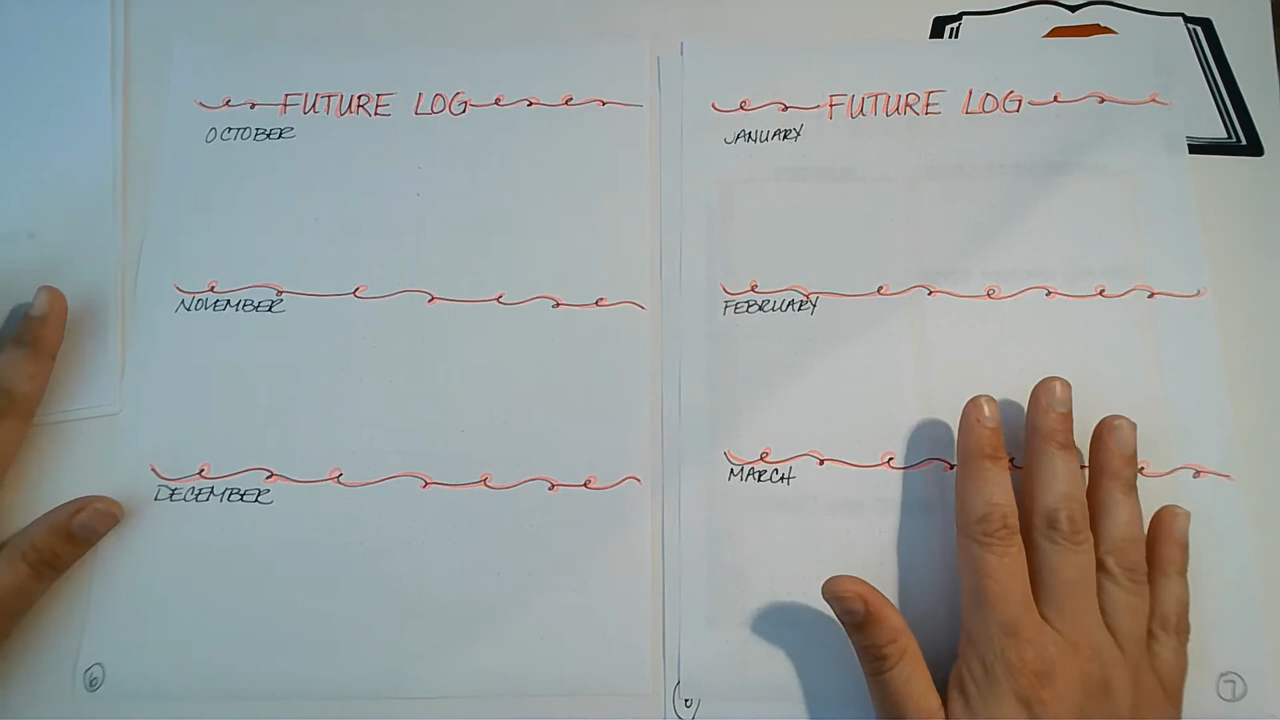 FUTURE LOG
OCTOBER
NOVEMBER
DECEMBER
6
FUTURE LOG
JANUARY
FEBRUARY
MARCH
7